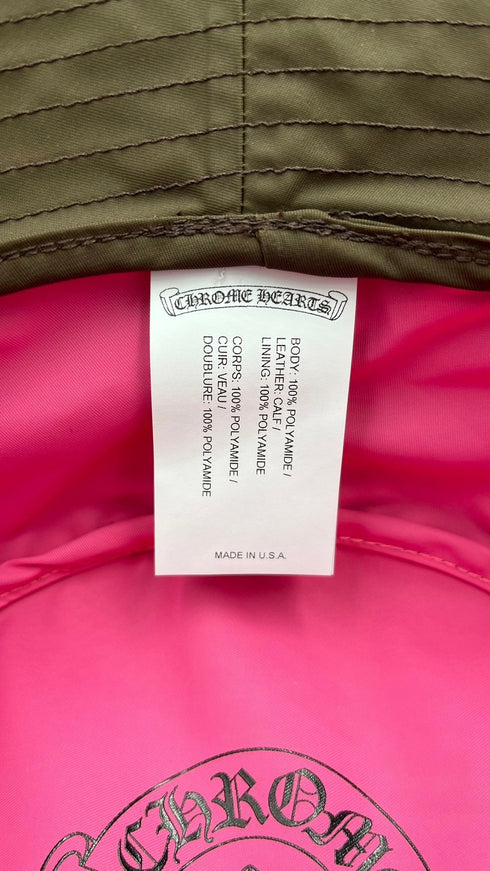 CHROME HEARTS
BODY: 100% POLYAMIDE /
LEATHER: CALF /
LINING: 100% POLYAMIDE
CORPS: 100% POLYAMIDE /
CUIR: VEAU /
DOUBLURE: 100% POLYAMIDE
MADE IN U.S.A.
CHROM